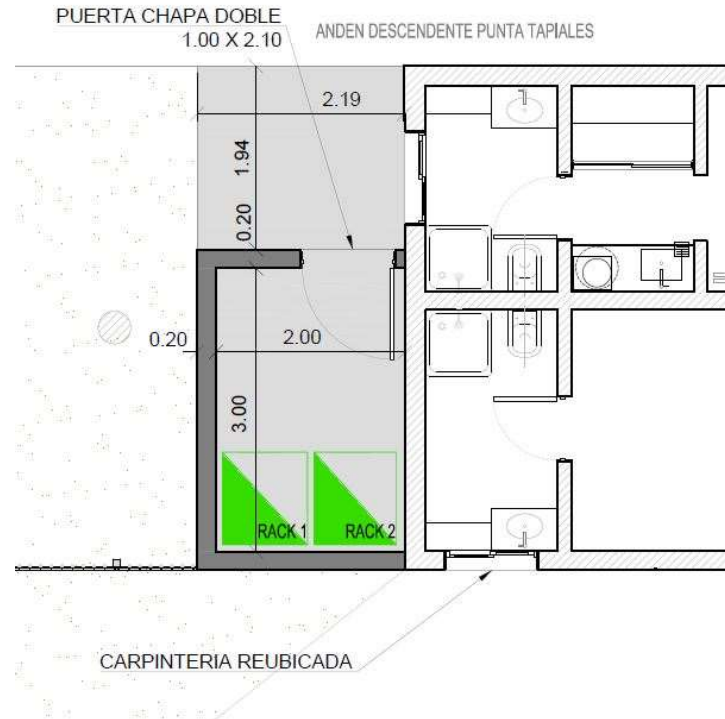 PUERTA CHAPA DOBLE
1.00 X 2.10
ANDEN DESCENDENTE PUNTA TAPIALES
2.19
1.94
0.20
0.20
2.00
3.00
RACK 1
RACK 2
CARPINTERIA REUBICADA